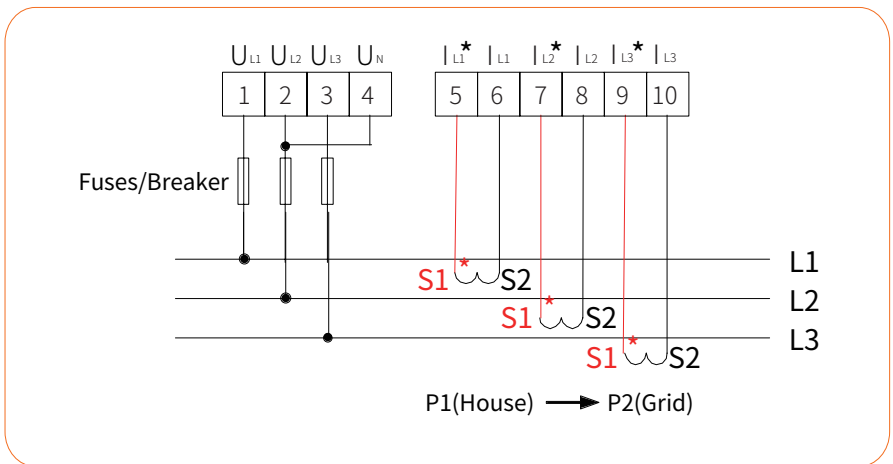 UL1 UL2 UL3 UN IL1* IL1 IL2* IL2 IL3* IL3
1 2 3 4 5 6 7 8 9 10
Fuses/Breaker
L1
* S1 S2
L2
* S1 S2
L3
* S1 S2
P1(House) P2(Grid)